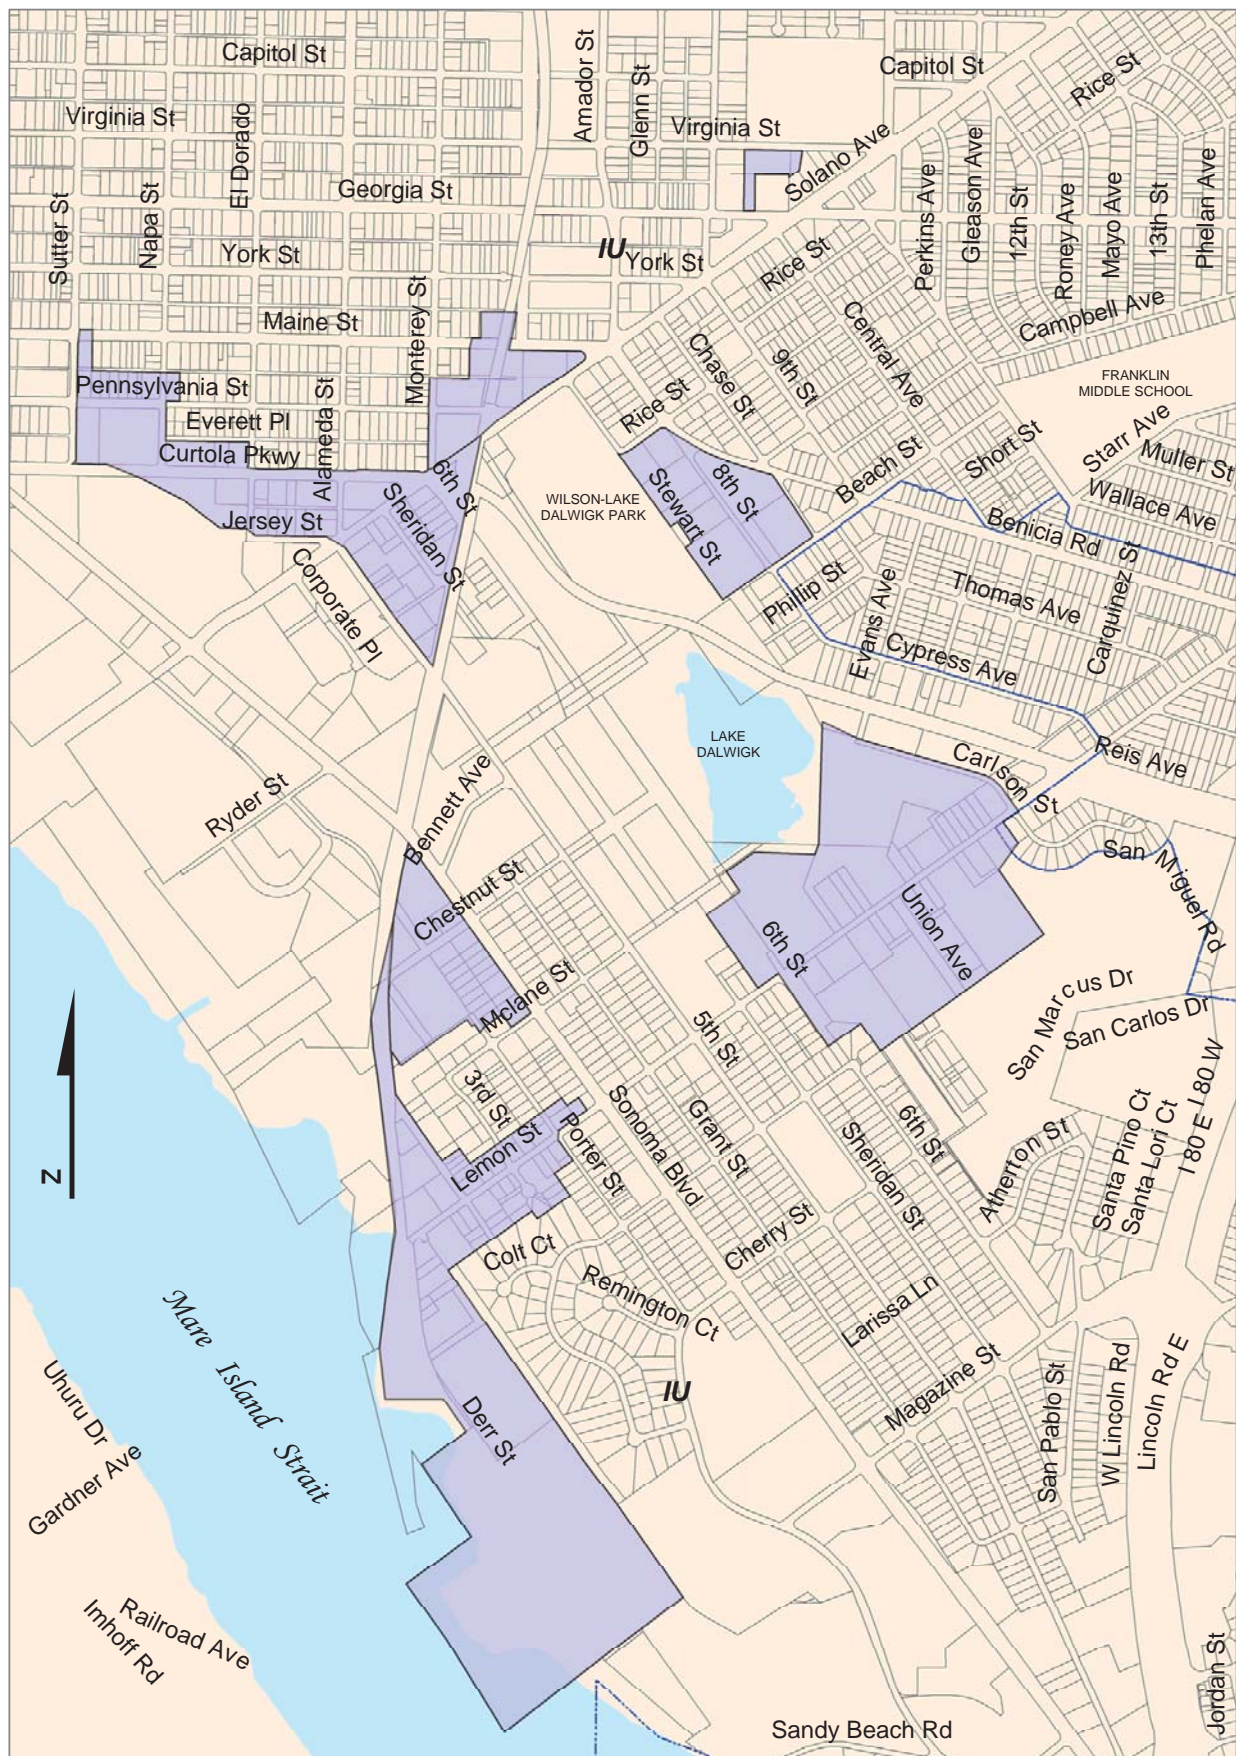 Capitol St
Amador St
Glenn St
Capitol St
Rice St
Virginia St
El Dorado
Virginia St
Solano Ave
Sutter St
Napa St
Georgia St
Perkins Ave
Gleason Ave
12th St
Roney Ave
Mayo Ave
13th St
Phelan Ave
York St
IU
York St
Rice St
Maine St
Monterey St
Central Ave
Campbell Ave
Chase St
9th St
Pennsylvania St
Alameda St
Rice St
FRANKLIN
MIDDLE SCHOOL
Everett Pl
Starr Ave
Curtola Pkwy
6th St
Beach St
Short St
Muller St
Sheridan St
WILSON-LAKE
DALWIGK PARK
Stewart St
8th St
Wallace Ave
Jersey St
Benicia Rd
Corporate Pl
Phillip St
Evans Ave
Thomas Ave
Carquinez St
Cypress Ave
LAKE
DALWIGK
Carlson St
Reis Ave
Ryder St
Bennett Ave
San Miguel Rd
Chestnut St
Union Ave
6th St
Mclane St
San Marcus Dr
San Carlos Dr
5th St
3rd St
Sonoma Blvd
Grant St
I 80 W
I 80 E
Lemon St
Porter St
Sheridan St
6th St
Atherton St
Santa Pino Ct
Santa Lori Ct
N
Colt Ct
Cherry St
Remington Ct
Larissa Ln
Mare Island Strait
Uhuru Dr
Gardner Ave
IU
Magazine St
San Pablo St
W Lincoln Rd
Lincoln Rd E
Derr St
Railroad Ave
Imhoff Rd
Jordan St
Sandy Beach Rd